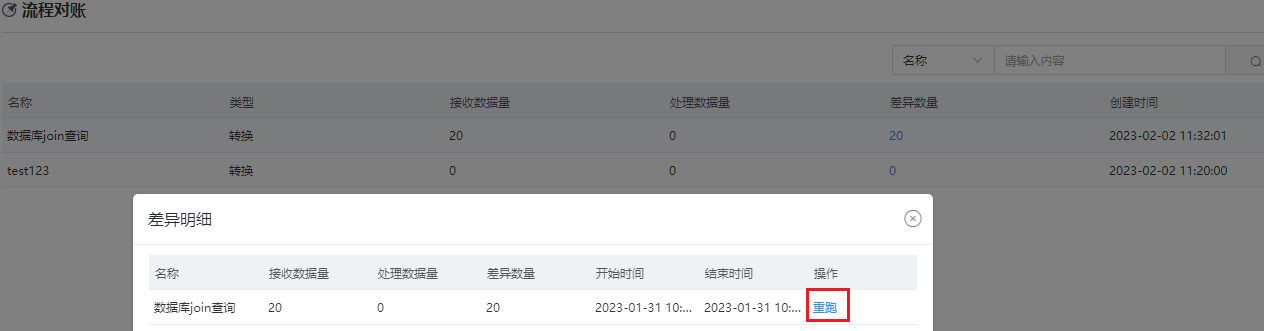 流程对账
名称 请输入内容
名称 类型 接收数据量 处理数据量 差异数量 创建时间
数据库join查询 转换 20 0 20 2023-02-02 11:32:01
test123 转换 0 0 0 2023-02-02 11:20:00
差异明细
名称 接收数据量 处理数据量 差异数量 开始时间 结束时间 操作
数据库join查询 20 0 20 2023-01-31 10:... 2023-01-31 10:... 重跑